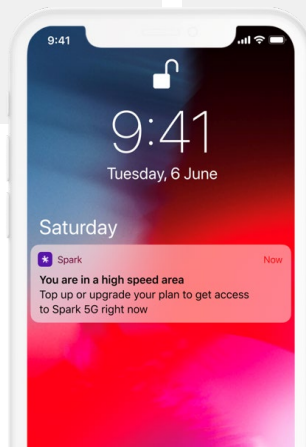 9:41
9:41
Tuesday, 6 June
Saturday
Spark Now
You are in a high speed area
Top up or upgrade your plan to get access
to Spark 5G right now